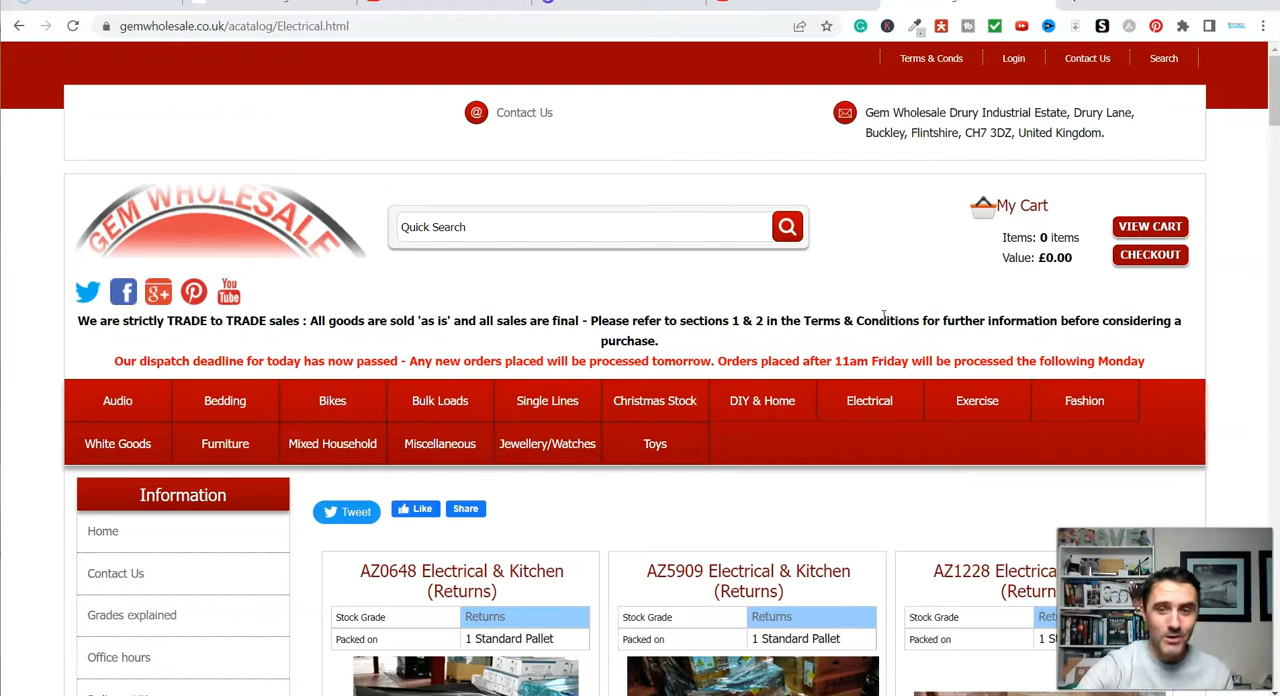 gemwholesale.co.uk/acatalog/Electrical.html
Terms & Conds
Login
Contact Us
Search
Contact Us
Gem Wholesale Drury Industrial Estate, Drury Lane,
Buckley, Flintshire, CH7 3DZ, United Kingdom.
GEM WHOLESALE
Quick Search
My Cart
Items: 0 items
Value: £0.00
VIEW CART
CHECKOUT
You
Tube
We are strictly TRADE to TRADE sales : All goods are sold 'as is' and all sales are final - Please refer to sections 1 & 2 in the Terms & Conditions for further information before considering a
purchase.
Our dispatch deadline for today has now passed - Any new orders placed will be processed tomorrow. Orders placed after 11am Friday will be processed the following Monday
Audio
Bedding
Bikes
Bulk Loads
Single Lines
Christmas Stock
DIY & Home
Electrical
Exercise
Fashion
White Goods
Furniture
Mixed Household
Miscellaneous
Jewellery/Watches
Toys
Information
Home
Contact Us
Grades explained
Office hours
Tweet
Like
Share
AZ0648 Electrical & Kitchen
(Returns)
Stock Grade
Returns
Packed on
1 Standard Pallet
AZ5909 Electrical & Kitchen
(Returns)
Stock Grade
Returns
Packed on
1 Standard Pallet
AZ1228
Stock Grade
Packed on